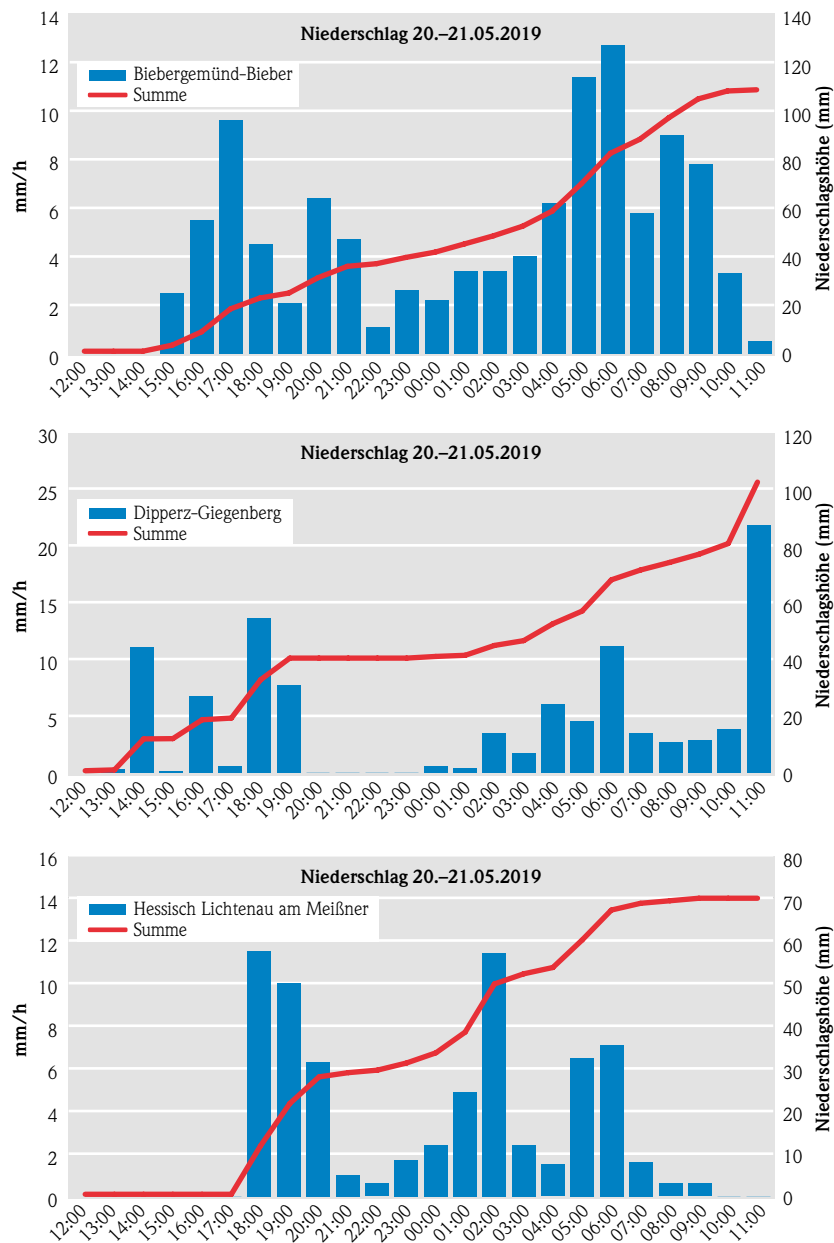 Niederschlag 20.–21.05.2019
Biebergemünd-Bieber
Summe
mm/h
14
12
10
8
6
4
2
0
Niederschlagshöhe (mm)
140
120
100
80
60
40
20
0
12:00 13:00 14:00 15:00 16:00 17:00 18:00 19:00 20:00 21:00 22:00 23:00 00:00 01:00 02:00 03:00 04:00 05:00 06:00 07:00 08:00 09:00 10:00 11:00
Niederschlag 20.–21.05.2019
Dipperz-Giegenberg
Summe
mm/h
30
25
20
15
10
5
0
Niederschlagshöhe (mm)
120
100
80
60
40
20
0
12:00 13:00 14:00 15:00 16:00 17:00 18:00 19:00 20:00 21:00 22:00 23:00 00:00 01:00 02:00 03:00 04:00 05:00 06:00 07:00 08:00 09:00 10:00 11:00
Niederschlag 20.–21.05.2019
Hessisch Lichtenau am Meißner
Summe
mm/h
16
14
12
10
8
6
4
2
0
Niederschlagshöhe (mm)
80
70
60
50
40
30
20
10
0
12:00 13:00 14:00 15:00 16:00 17:00 18:00 19:00 20:00 21:00 22:00 23:00 00:00 01:00 02:00 03:00 04:00 05:00 06:00 07:00 08:00 09:00 10:00 11:00